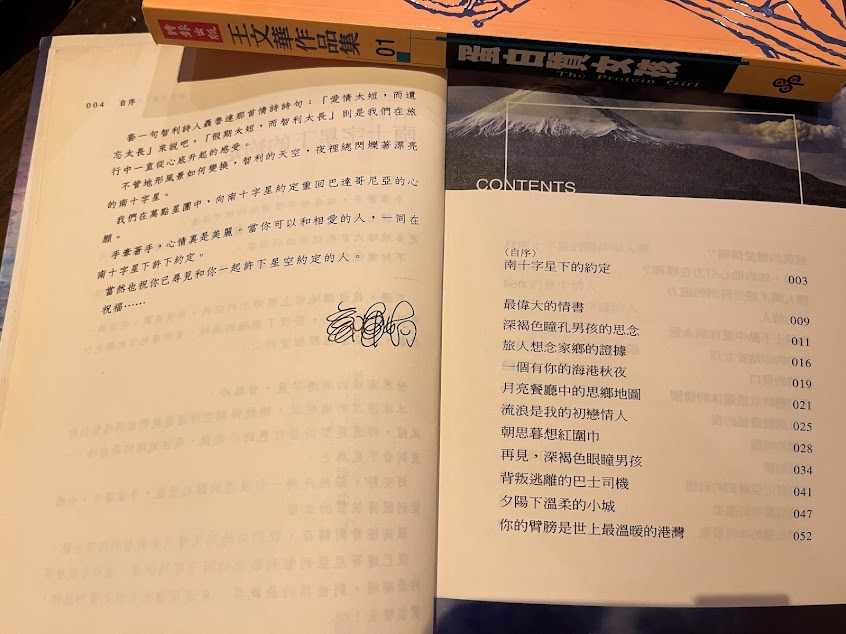 時報出版
王文華作品集 01
蛋白質女孩
The Protein Girl
004 自序
套一句智利詩人聶魯達那首情詩詩句：「愛情太短，而遺
忘太長」來說吧，「假期太短，而智利太長」則是我們在旅
行中一直從心底升起的感覺。
不管地形風景如何變換，智利的天空，夜裡總閃爍著漂亮
的南十字星。
我們在萬點星圖中，向南十字星約定重回巴達哥尼亞的心
願。
手牽著手，心情真是美麗。當你可以和相愛的人，一同在
南十字星下許下約定。
當然也祝你已尋見和你一起許下星空約定的人。
祝福……
CONTENTS
〈自序〉
南十字星下的約定 003
最偉大的情書 009
深褐色瞳孔男孩的思念 011
旅人想念家鄉的證據 016
一個有你的海港秋夜 019
月亮餐廳中的思鄉地圖 021
流浪是我的初戀情人 025
朝思暮想紅圍巾 028
再見，深褐色眼瞳男孩 034
背叛逃離的巴士司機 041
夕陽下溫柔的小城 047
你的臂膀是世上最溫暖的港灣 052